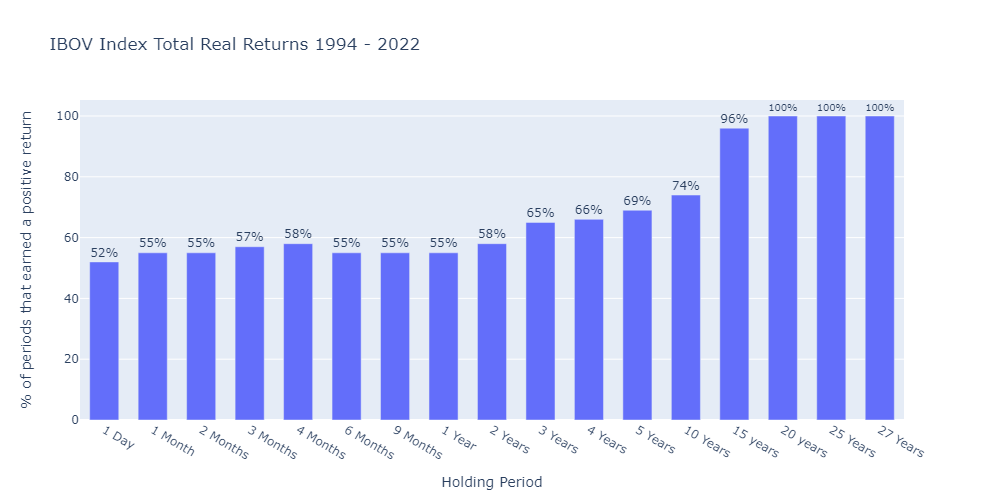 IBOV Index Total Real Returns 1994 - 2022
% of periods that earned a positive return
100
80
60
40
20
0
52%
55%
55%
57%
58%
55%
55%
55%
58%
65%
66%
69%
74%
96%
100%
100%
100%
1 Day
1 Month
2 Months
3 Months
4 Months
6 Months
9 Months
1 Year
2 Years
3 Years
4 Years
5 Years
10 Years
15 years
20 years
25 Years
27 Years
Holding Period